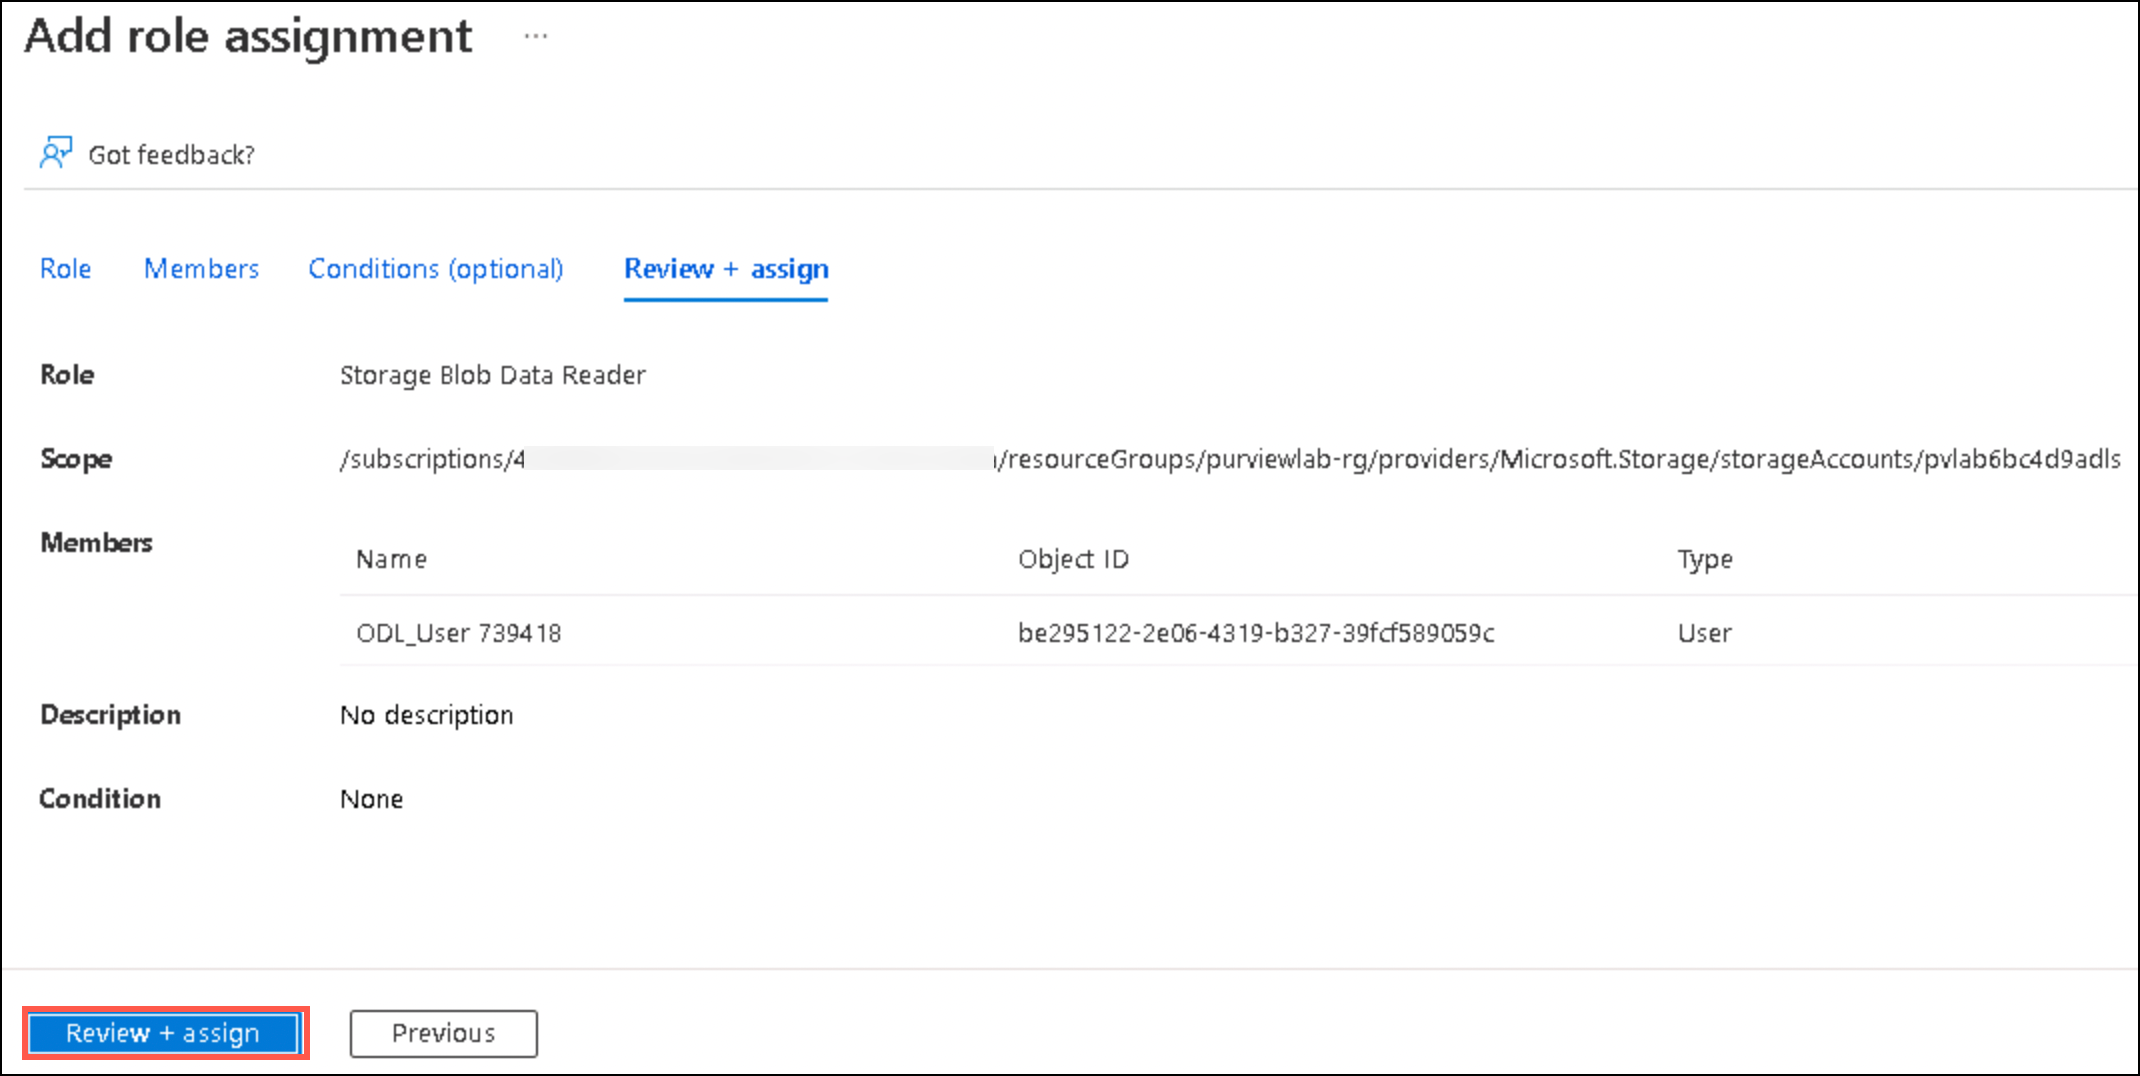 Add role assignment ...
Got feedback?
Role Members Conditions (optional) Review + assign
Role Storage Blob Data Reader
Scope /subscriptions/4 /resourceGroups/purviewlab-rg/providers/Microsoft.Storage/storageAccounts/pvlab6bc4d9adls
Members
Name Object ID Type
ODL_User 739418 be295122-2e06-4319-b327-39fcf589059c User
Description No description
Condition None
Review + assign Previous